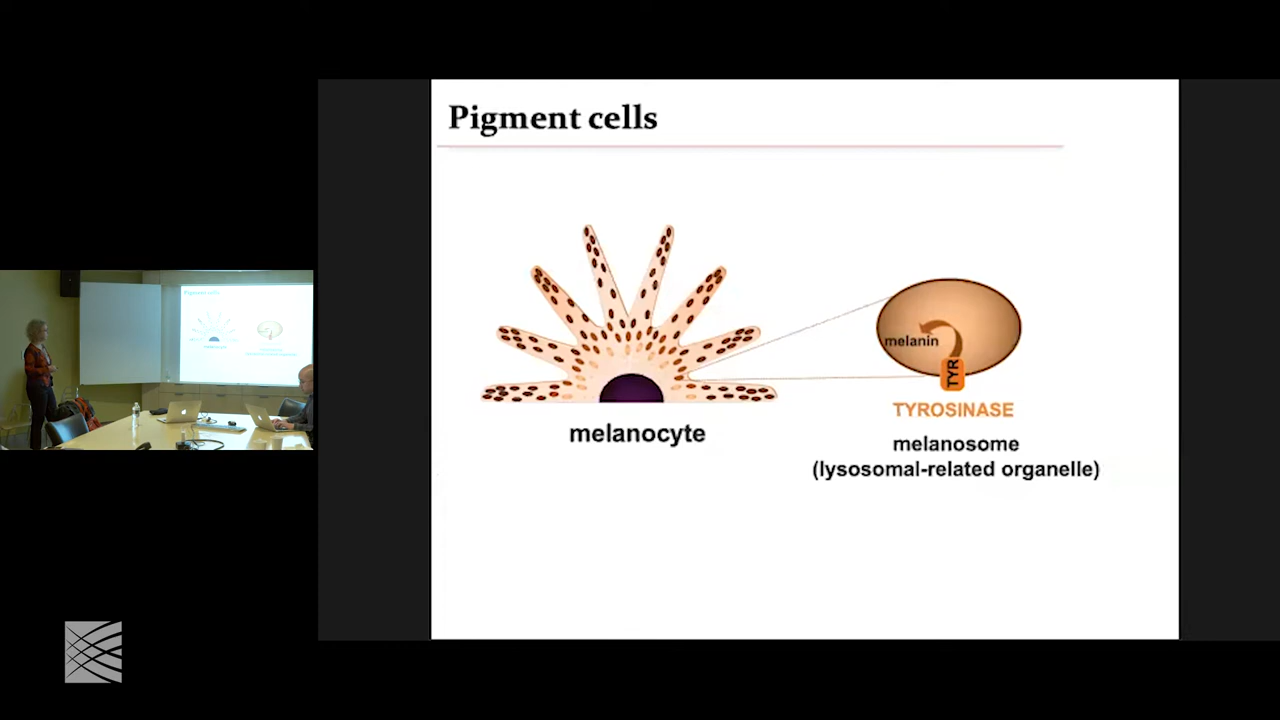 Pigment cells
melanin
TYR
TYROSINASE
melanocyte
melanosome
(lysosomal-related organelle)